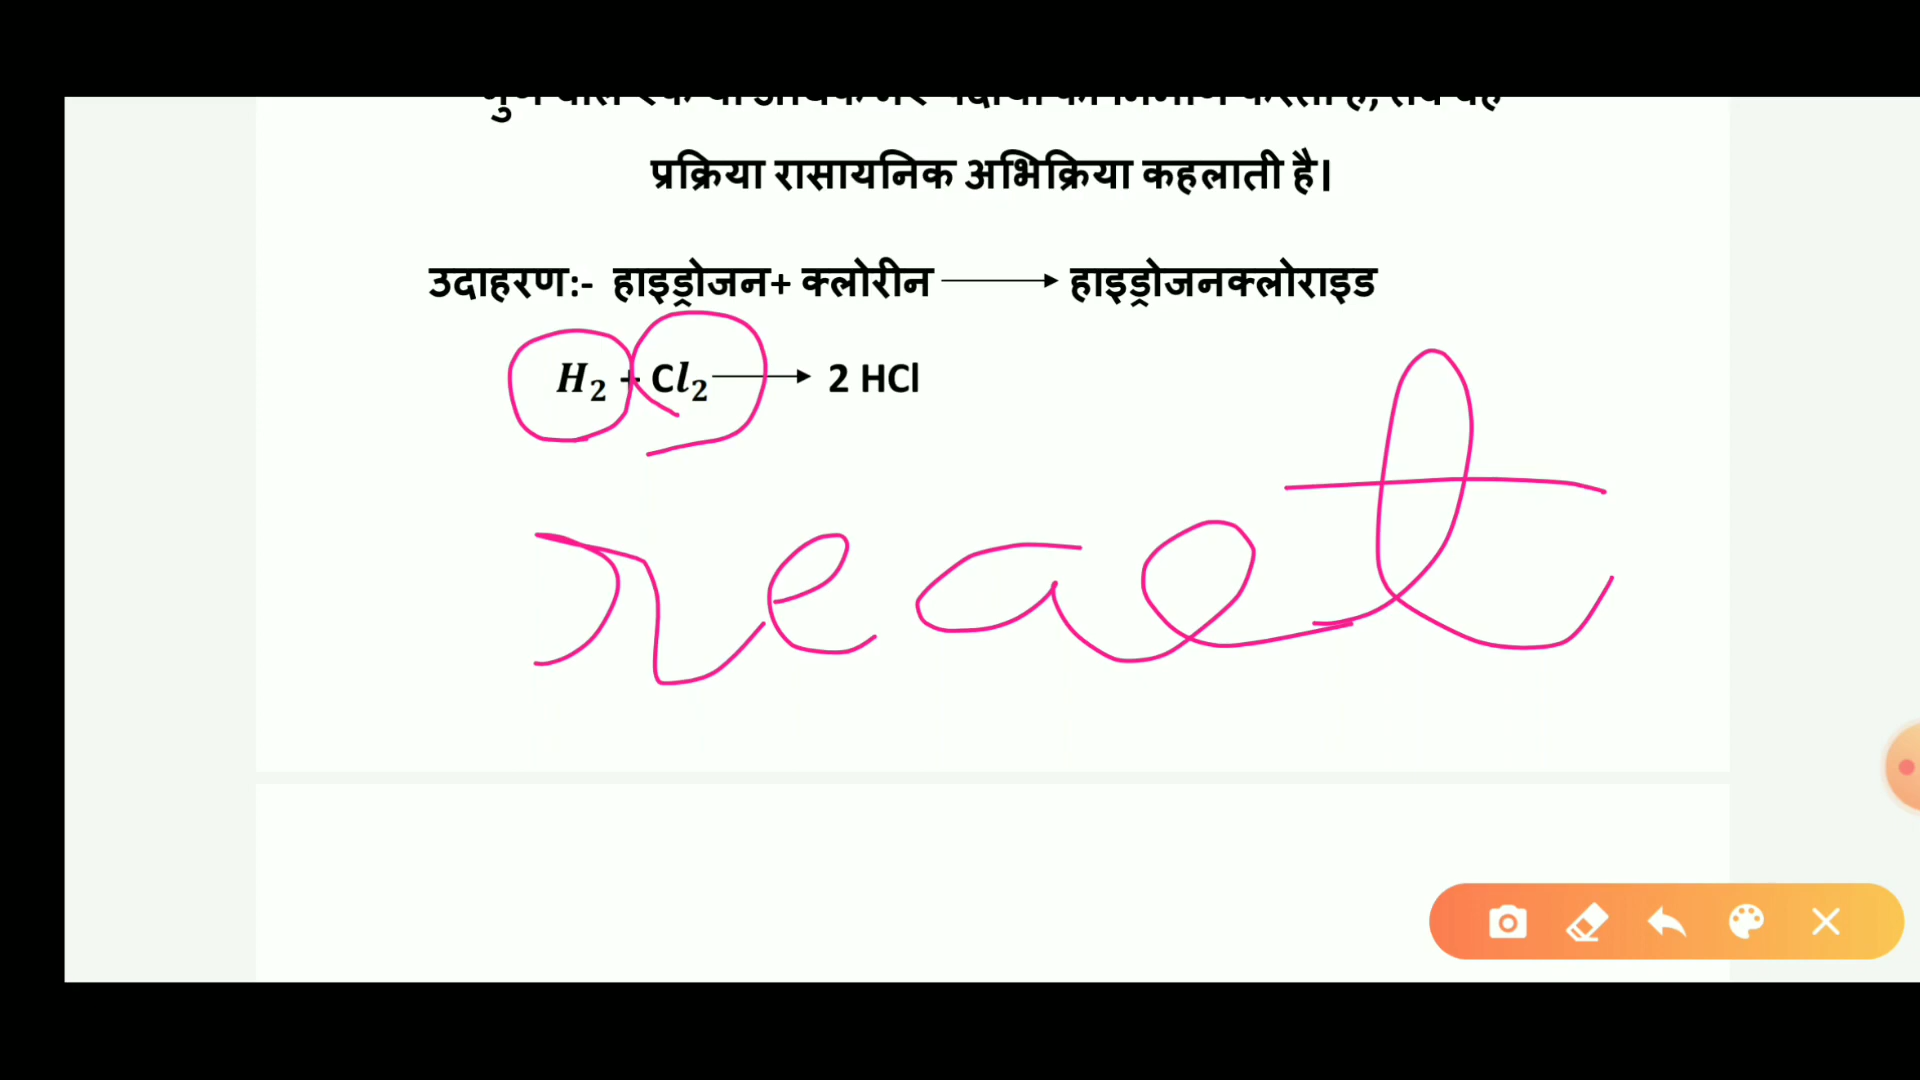 प्रक्रिया रासायनिक अभिक्रिया कहलाती है।
उदाहरण:- हाइड्रोजन+ क्लोरीन ⟶ हाइड्रोजनक्लोराइड
H₂ + Cl₂ ⟶ 2 HCl
react